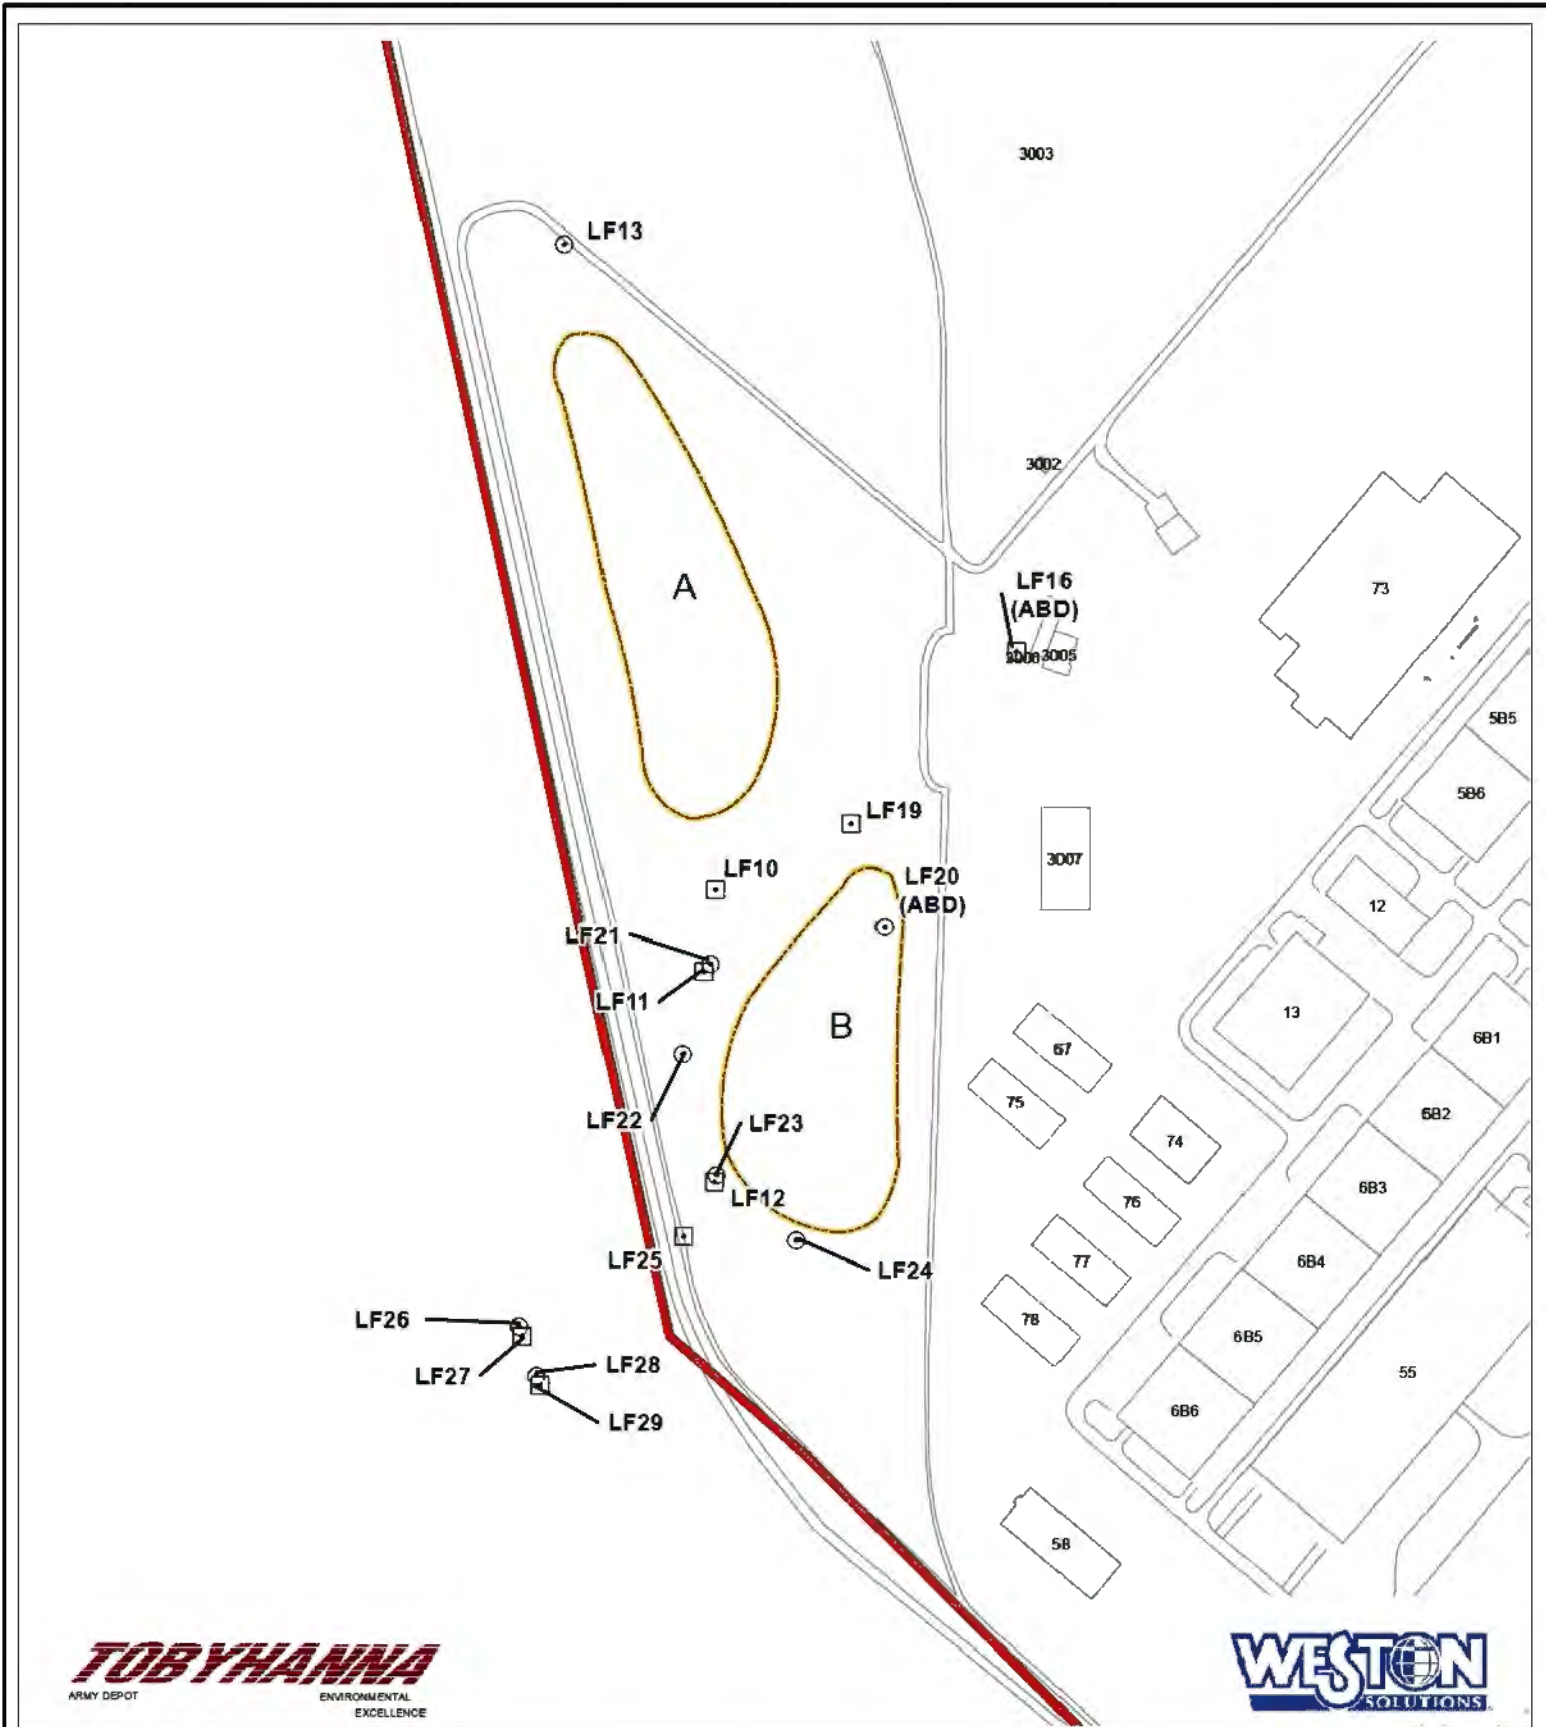 3003
LF13
3002
LF16
(ABD)
73
A
3005
5B5
5B6
LF19
3007
LF10
LF20
(ABD)
12
LF21
LF11
13
B
6B1
67
75
6B2
LF22
LF23
74
6B3
LF12
76
LF25
LF24
77
6B4
LF26
78
6B5
LF27
LF28
55
6B6
LF29
58
TOBYHANNA
ARMY DEPOT
ENVIRONMENTAL
EXCELLENCE
WESTON
SOLUTIONS